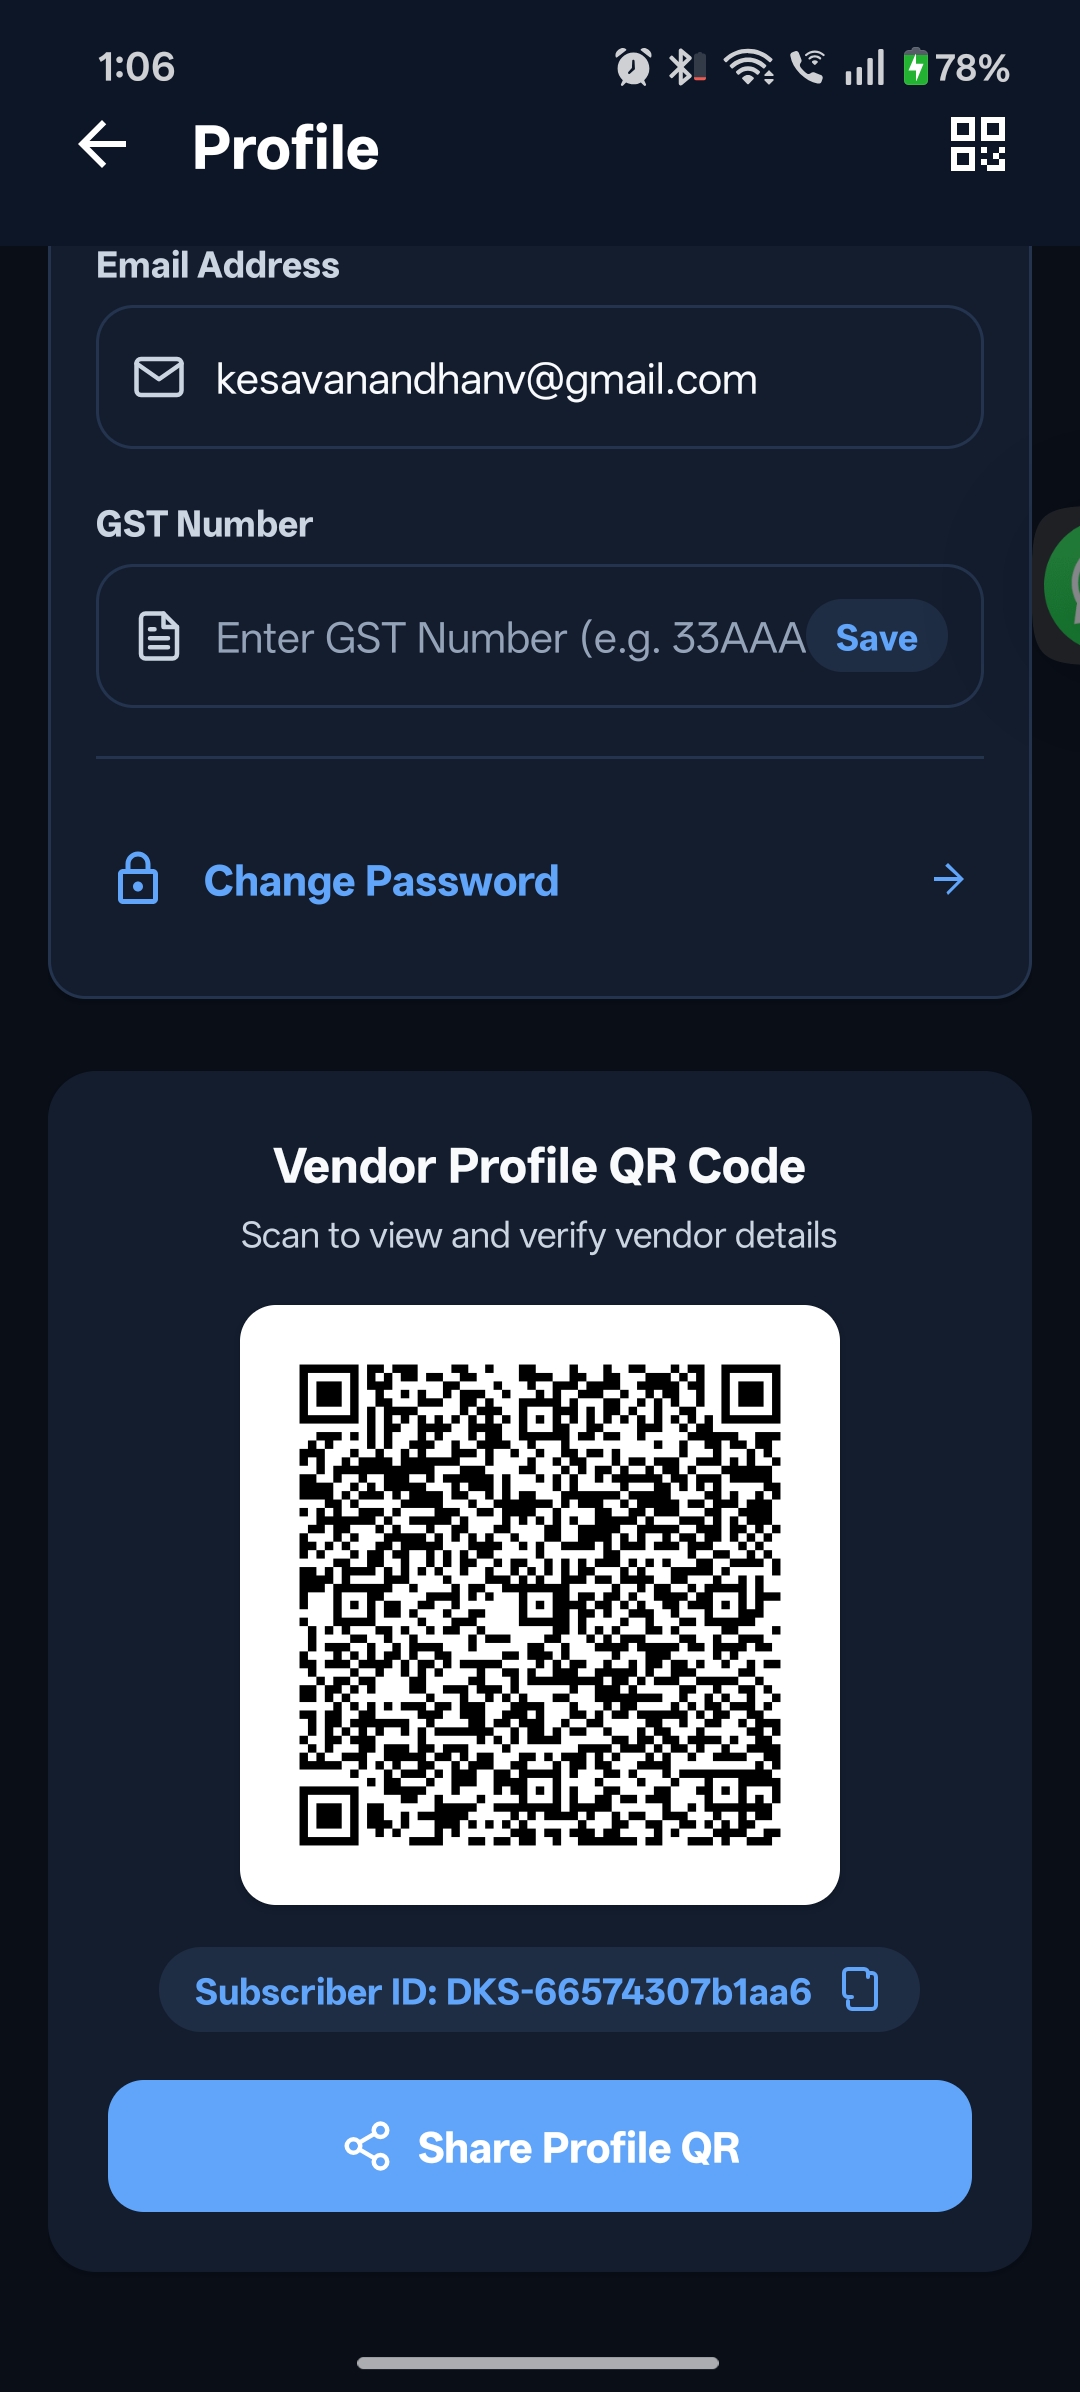 1:06
78%
Profile
Email Address
kesavanandhanv@gmail.com
GST Number
Enter GST Number (e.g. 33AAA
Save
Change Password
Vendor Profile QR Code
Scan to view and verify vendor details
Subscriber ID: DKS-66574307b1aa6
Share Profile QR